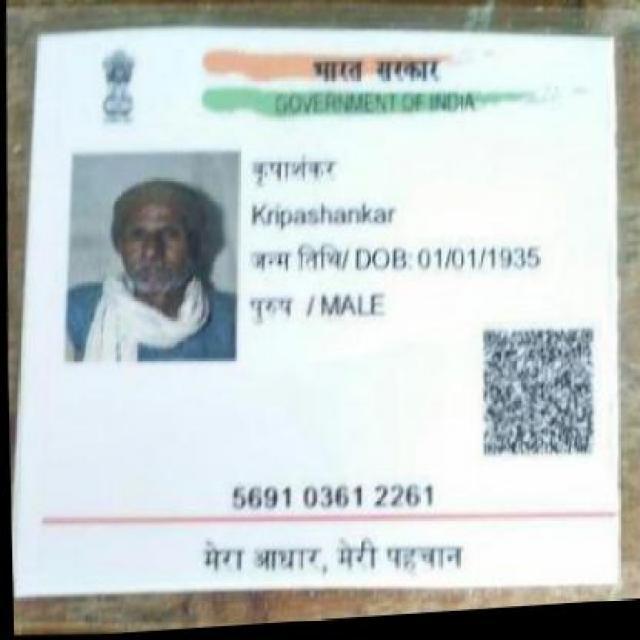 भारत सरकार
GOVERNMENT OF INDIA
कृपाशंकर
Kripashankar
जन्म तिथि/ DOB: 01/01/1935
पुरुष / MALE
5691 0361 2261
मेरा आधार, मेरी पहचान